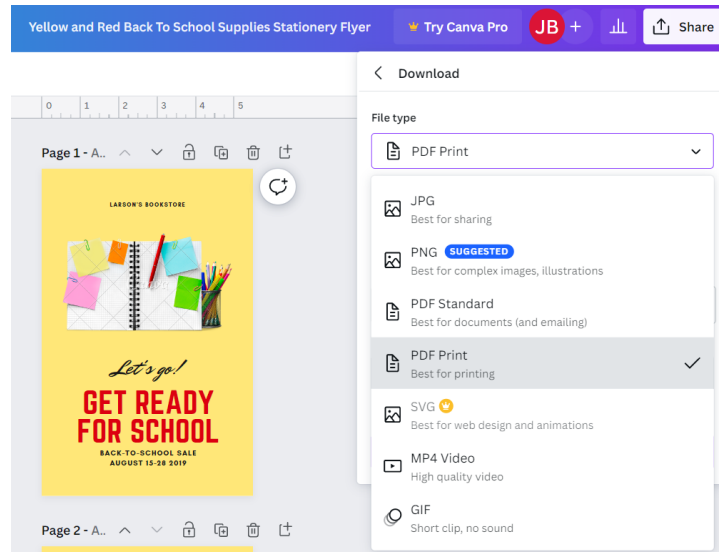 Yellow and Red Back To School Supplies Stationery Flyer
Try Canva Pro
JB
+
Share
Download
0 1 2 3 4 5
File type
PDF Print
Page 1 - A..
JPG
Best for sharing
LARSON'S BOOKSTORE
PNG SUGGESTED
Best for complex images, illustrations
PDF Standard
Best for documents (and emailing)
PDF Print
Best for printing
Let's go!
GET READY
FOR SCHOOL
BACK-TO-SCHOOL SALE
AUGUST 15-28 2019
SVG
Best for web design and animations
MP4 Video
High quality video
GIF
Short clip, no sound
Page 2 - A..